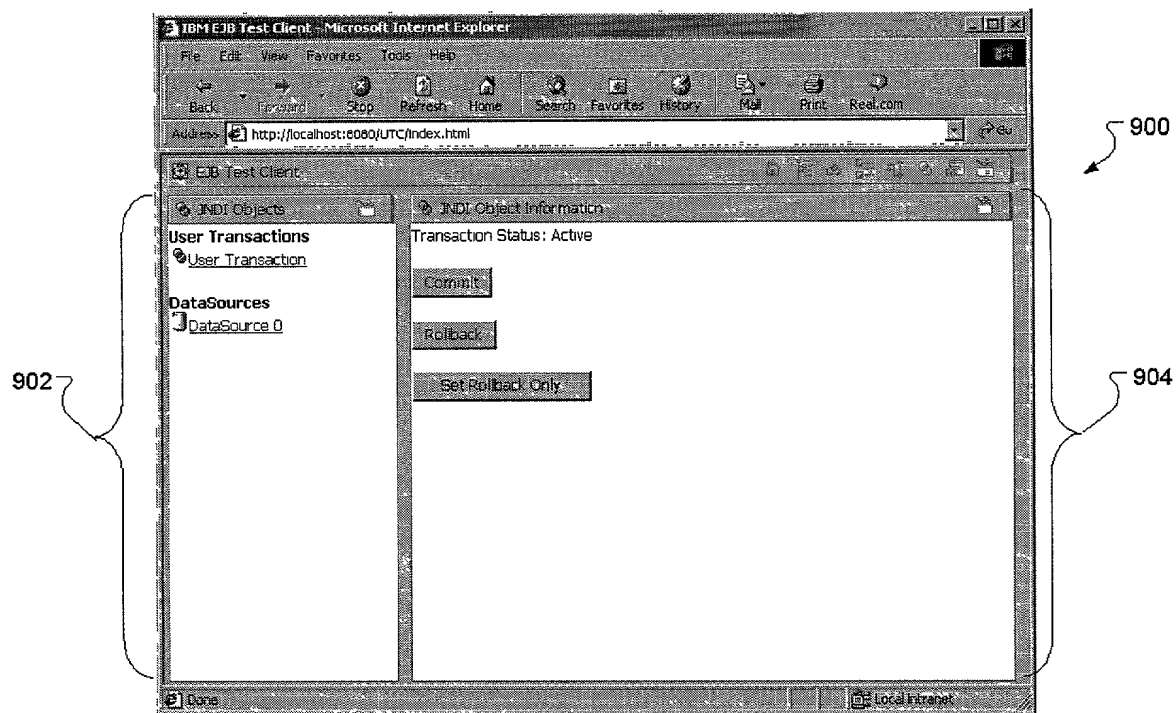 IBM EJB Test Client - Microsoft Internet Explorer
File Edit View Favorites Tools Help
Back Forward Stop Refresh Home Search Favorites History Mail Print Real.com
Address http://localhost:8080/UTC/index.html Go
900
EJB Test Client
JNDI Objects
JNDI Object Information
User Transactions
Transaction Status: Active
User Transaction
Commit
DataSources
DataSource 0
Rollback
902
904
Set Rollback Only
Done
Local intranet